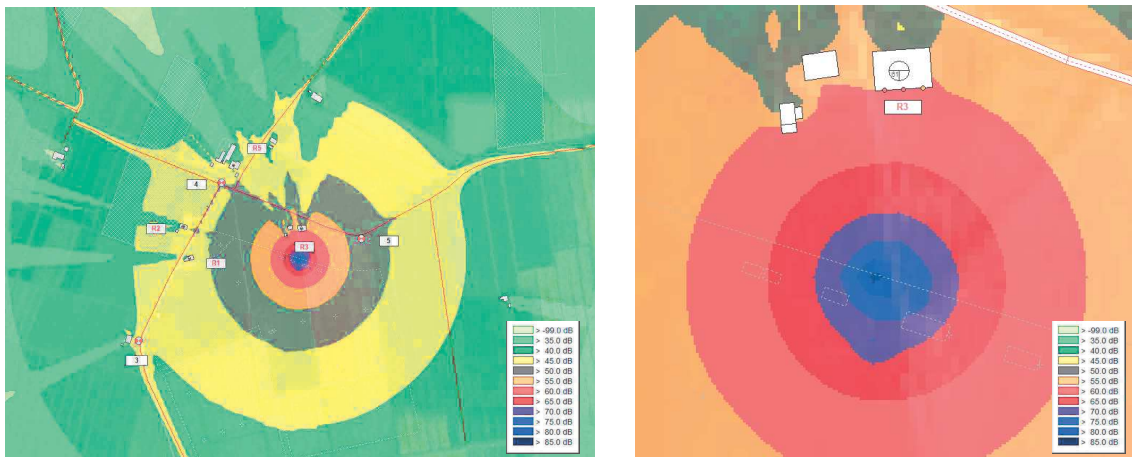 R5
4
R2
5
R3
R1
3
> -99.0 dB
> 35.0 dB
> 40.0 dB
> 45.0 dB
> 50.0 dB
> 55.0 dB
> 60.0 dB
> 65.0 dB
> 70.0 dB
> 75.0 dB
> 80.0 dB
> 85.0 dB
R3
> -99.0 dB
> 35.0 dB
> 40.0 dB
> 45.0 dB
> 50.0 dB
> 55.0 dB
> 60.0 dB
> 65.0 dB
> 70.0 dB
> 75.0 dB
> 80.0 dB
> 85.0 dB